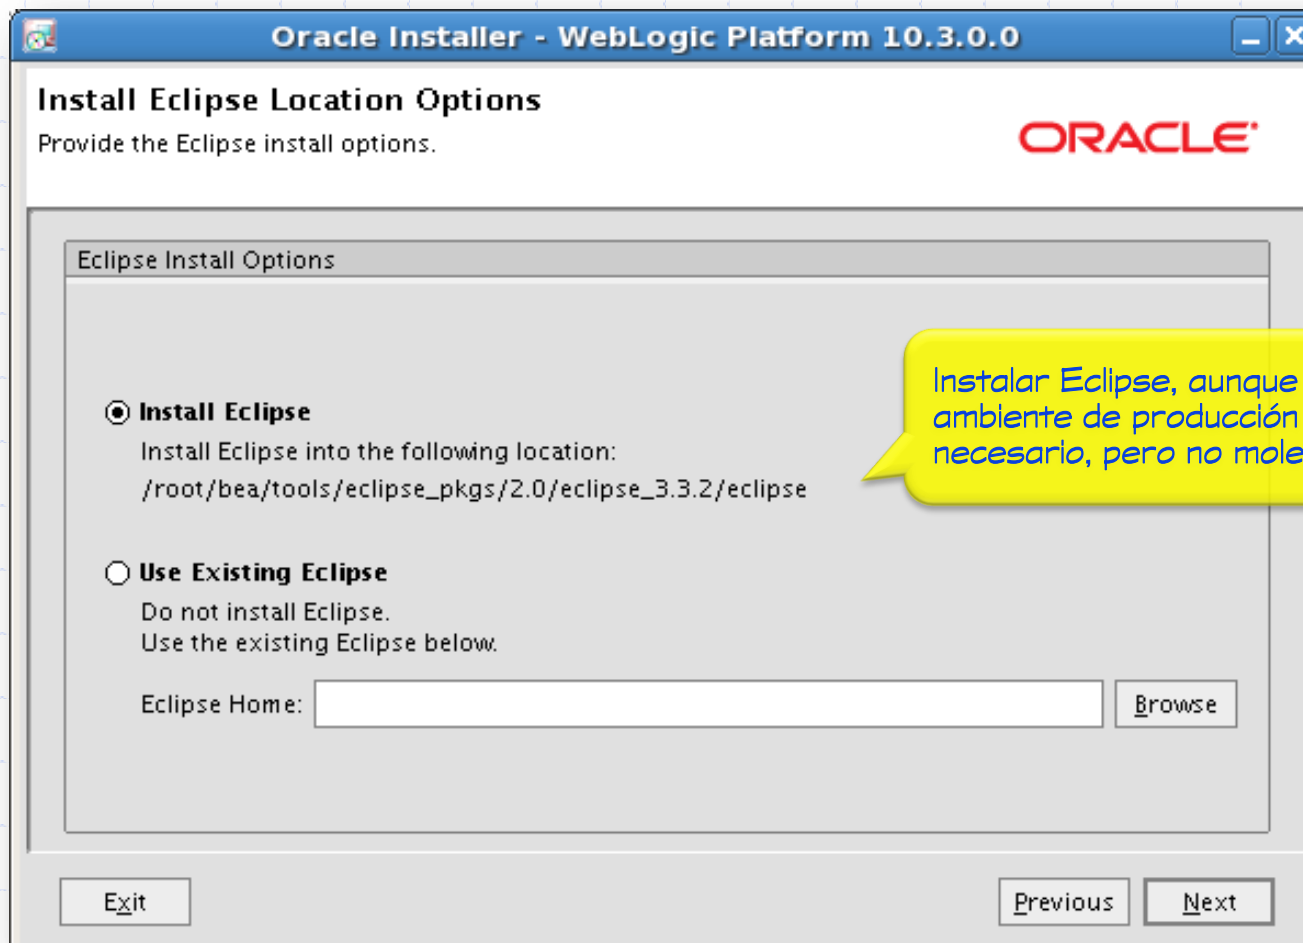 Oracle Installer - WebLogic Platform 10.3.0.0
Install Eclipse Location Options
Provide the Eclipse install options.
ORACLE
Eclipse Install Options
Install Eclipse
Install Eclipse into the following location:
/root/bea/tools/eclipse_pkgs/2.0/eclipse_3.3.2/eclipse
Instalar Eclipse, aunque
ambiente de producción
necesario, pero no
Use Existing Eclipse
Do not install Eclipse.
Use the existing Eclipse below.
Eclipse Home:
Browse
Exit
Previous
Next